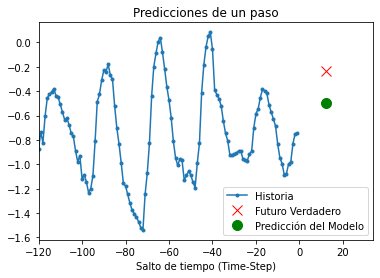 Predicciones de un paso
0.0
−0.2
−0.4
−0.6
−0.8
−1.0
−1.2
−1.4
−1.6
Historia
Futuro Verdadero
Predicción del Modelo
−120 −100 −80 −60 −40 −20 0 20
Salto de tiempo (Time-Step)